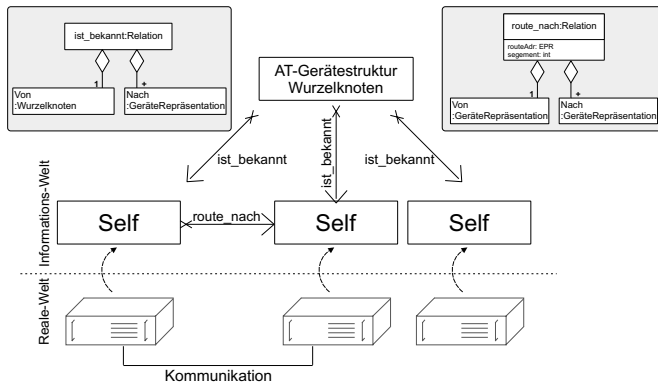 ist_bekannt:Relation
1
+
Von
:Wurzelknoten
Nach
:GeräteRepräsentation
route_nach:Relation
routeAdr: EPR
segement: int
1
+
Von
:GeräteRepräsentation
Nach
:GeräteRepräsentation
AT-Gerätestruktur
Wurzelknoten
ist_bekannt
ist_bekannt
ist_bekannt
Informations-Welt
Self
route_nach
Self
Self
Reale-Welt
Kommunikation